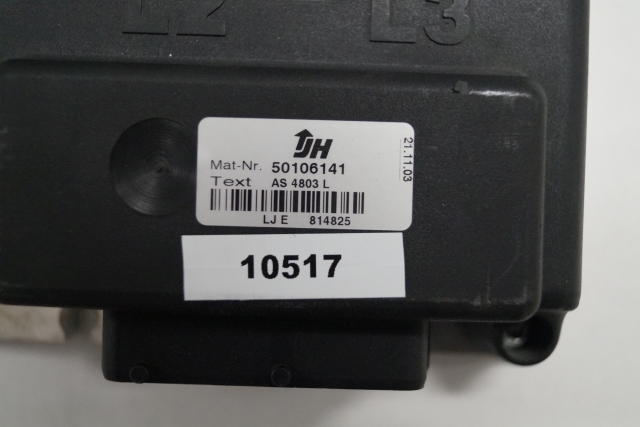 L2 L3
JH
21.11.03
Mat-Nr. 50106141
Text AS 4803 L
LJ E 814825
10517